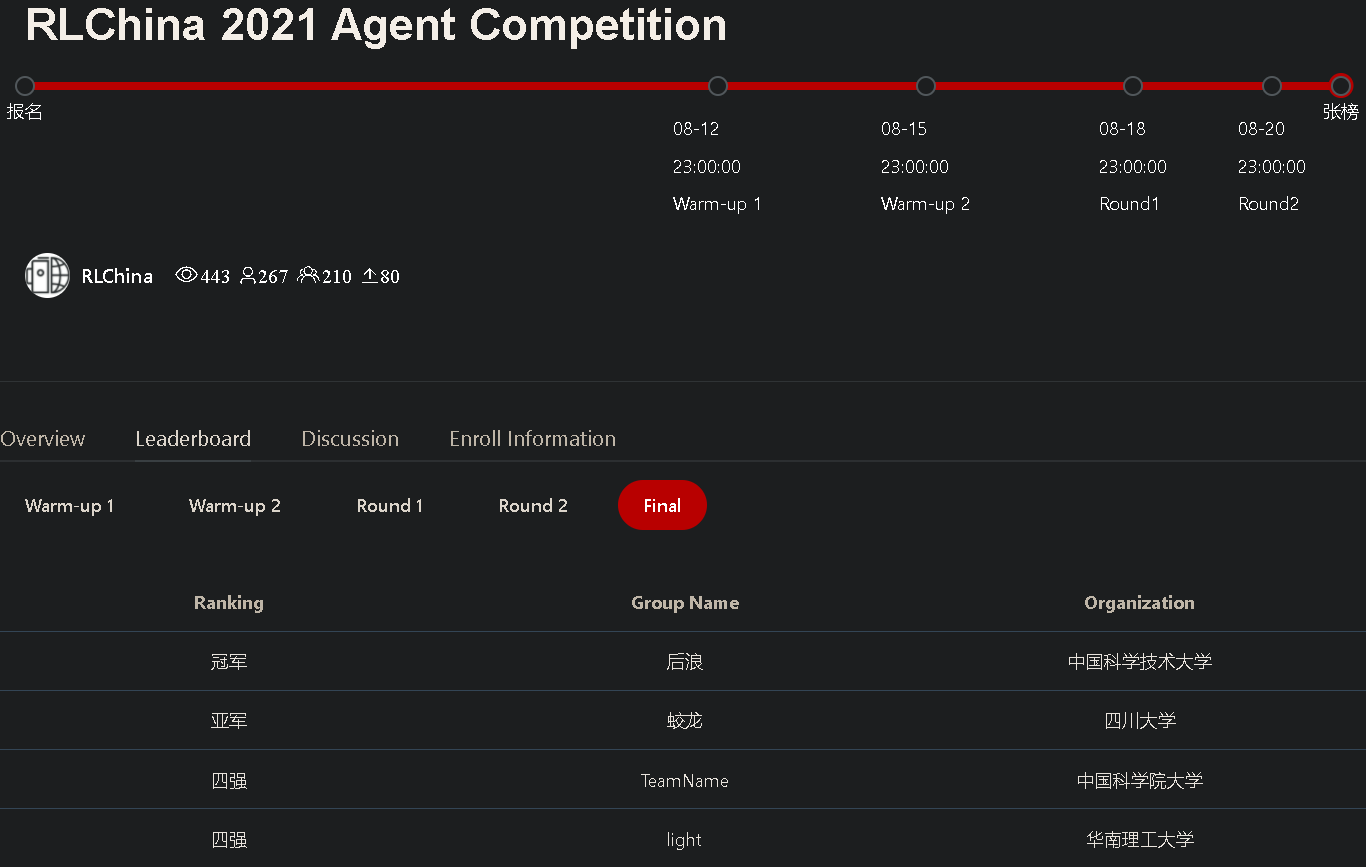 RLChina 2021 Agent Competition
报名
张榜
08-12 08-15 08-18 08-20
23:00:00 23:00:00 23:00:00 23:00:00
Warm-up 1 Warm-up 2 Round1 Round2
RLChina 443 267 210 80
Overview Leaderboard Discussion Enroll Information
Warm-up 1 Warm-up 2 Round 1 Round 2 Final
Ranking Group Name Organization
冠军 后浪 中国科学技术大学
亚军 蛟龙 四川大学
四强 TeamName 中国科学院大学
四强 light 华南理工大学